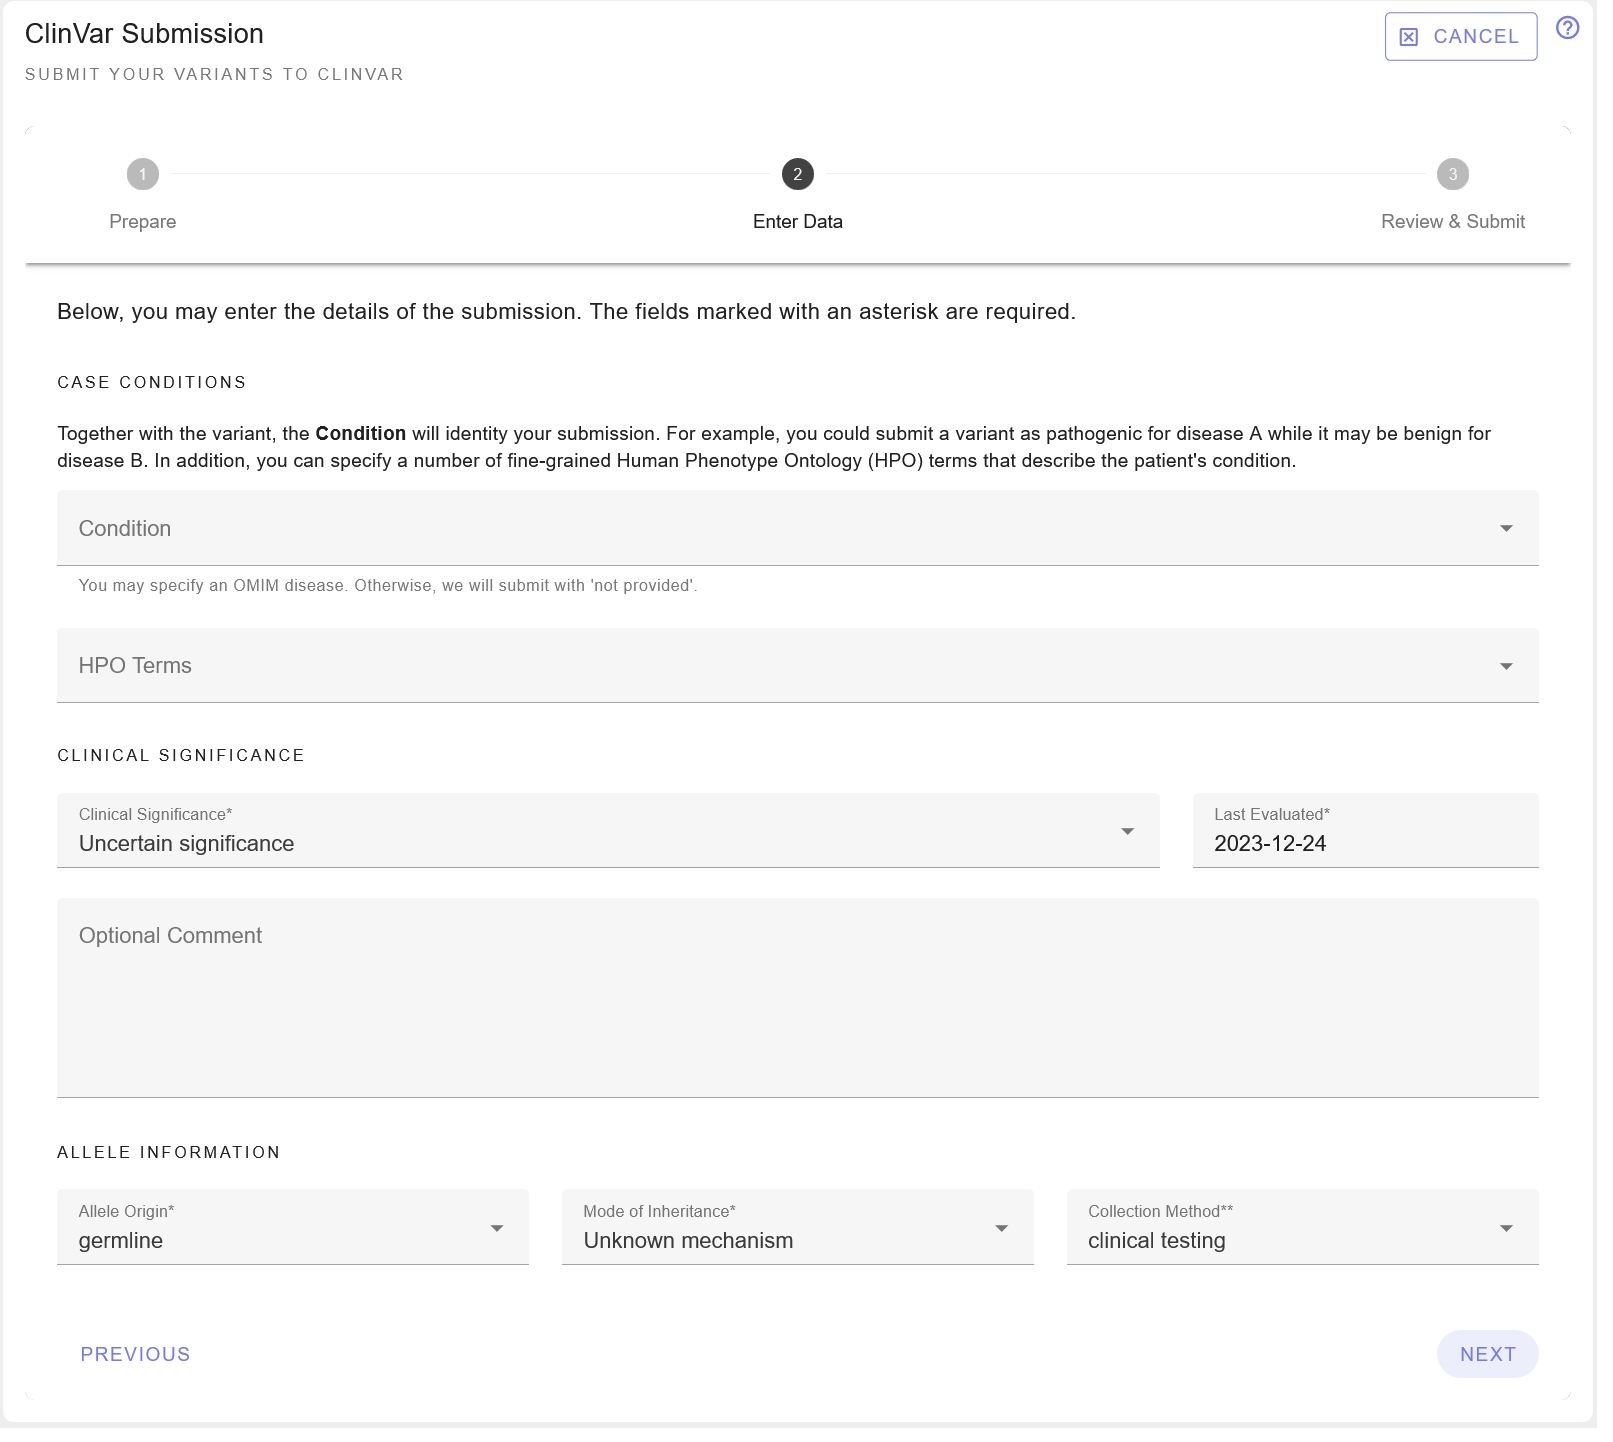 ClinVar Submission
CANCEL
SUBMIT YOUR VARIANTS TO CLINVAR
1
2
3
Prepare
Enter Data
Review & Submit
Below, you may enter the details of the submission. The fields marked with an asterisk are required.
CASE CONDITIONS
Together with the variant, the Condition will identity your submission. For example, you could submit a variant as pathogenic for disease A while it may be benign for
disease B. In addition, you can specify a number of fine-grained Human Phenotype Ontology (HPO) terms that describe the patient's condition.
Condition
You may specify an OMIM disease. Otherwise, we will submit with 'not provided'.
HPO Terms
CLINICAL SIGNIFICANCE
Clinical Significance*
Uncertain significance
Last Evaluated*
2023-12-24
Optional Comment
ALLELE INFORMATION
Allele Origin*
germline
Mode of Inheritance*
Unknown mechanism
Collection Method**
clinical testing
PREVIOUS
NEXT